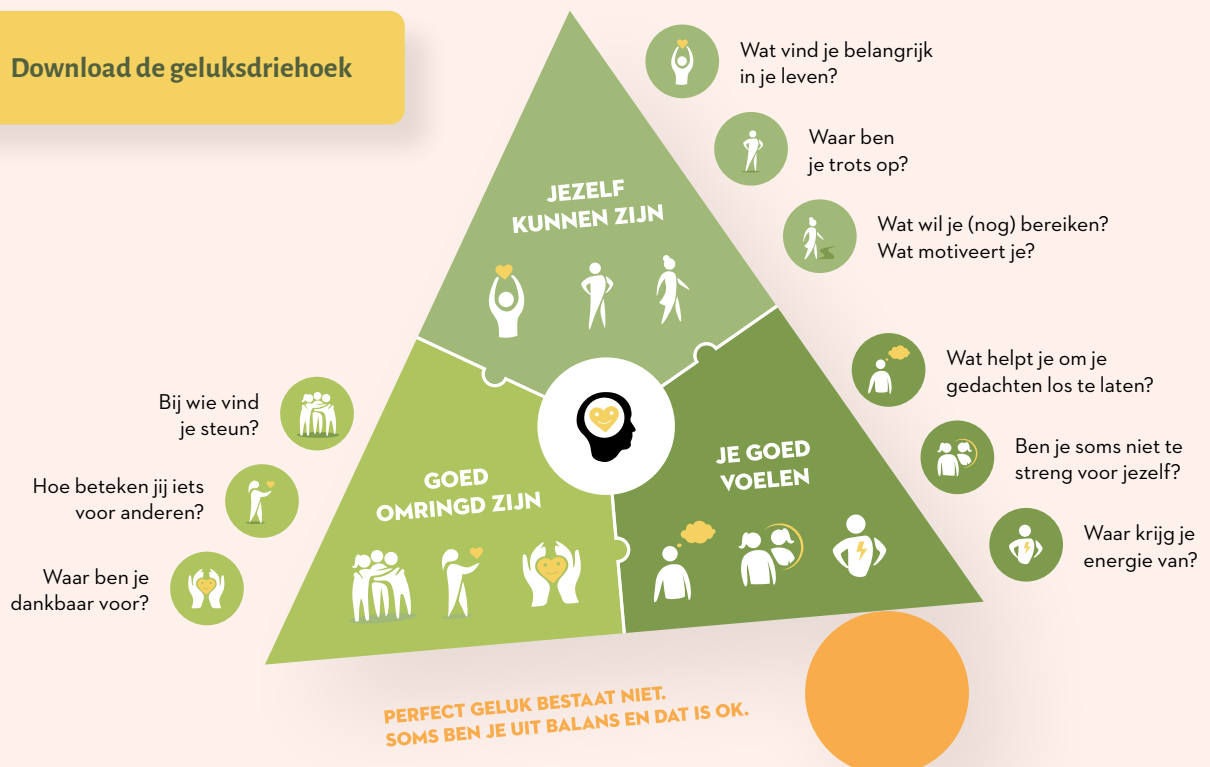 Download de geluksdriehoek
Wat vind je belangrijk
in je leven?
Waar ben
je trots op?
Wat wil je (nog) bereiken?
Wat motiveert je?
JEZELF
KUNNEN ZIJN
Wat helpt je om je
gedachten los te laten?
Ben je soms niet te
streng voor jezelf?
Waar krijg je
energie van?
JE GOED
VOELEN
Bij wie vind
je steun?
Hoe beteken jij iets
voor anderen?
Waar ben je
dankbaar voor?
GOED
OMRINGD ZIJN
PERFECT GELUK BESTAAT NIET.
SOMS BEN JE UIT BALANS EN DAT IS OK.